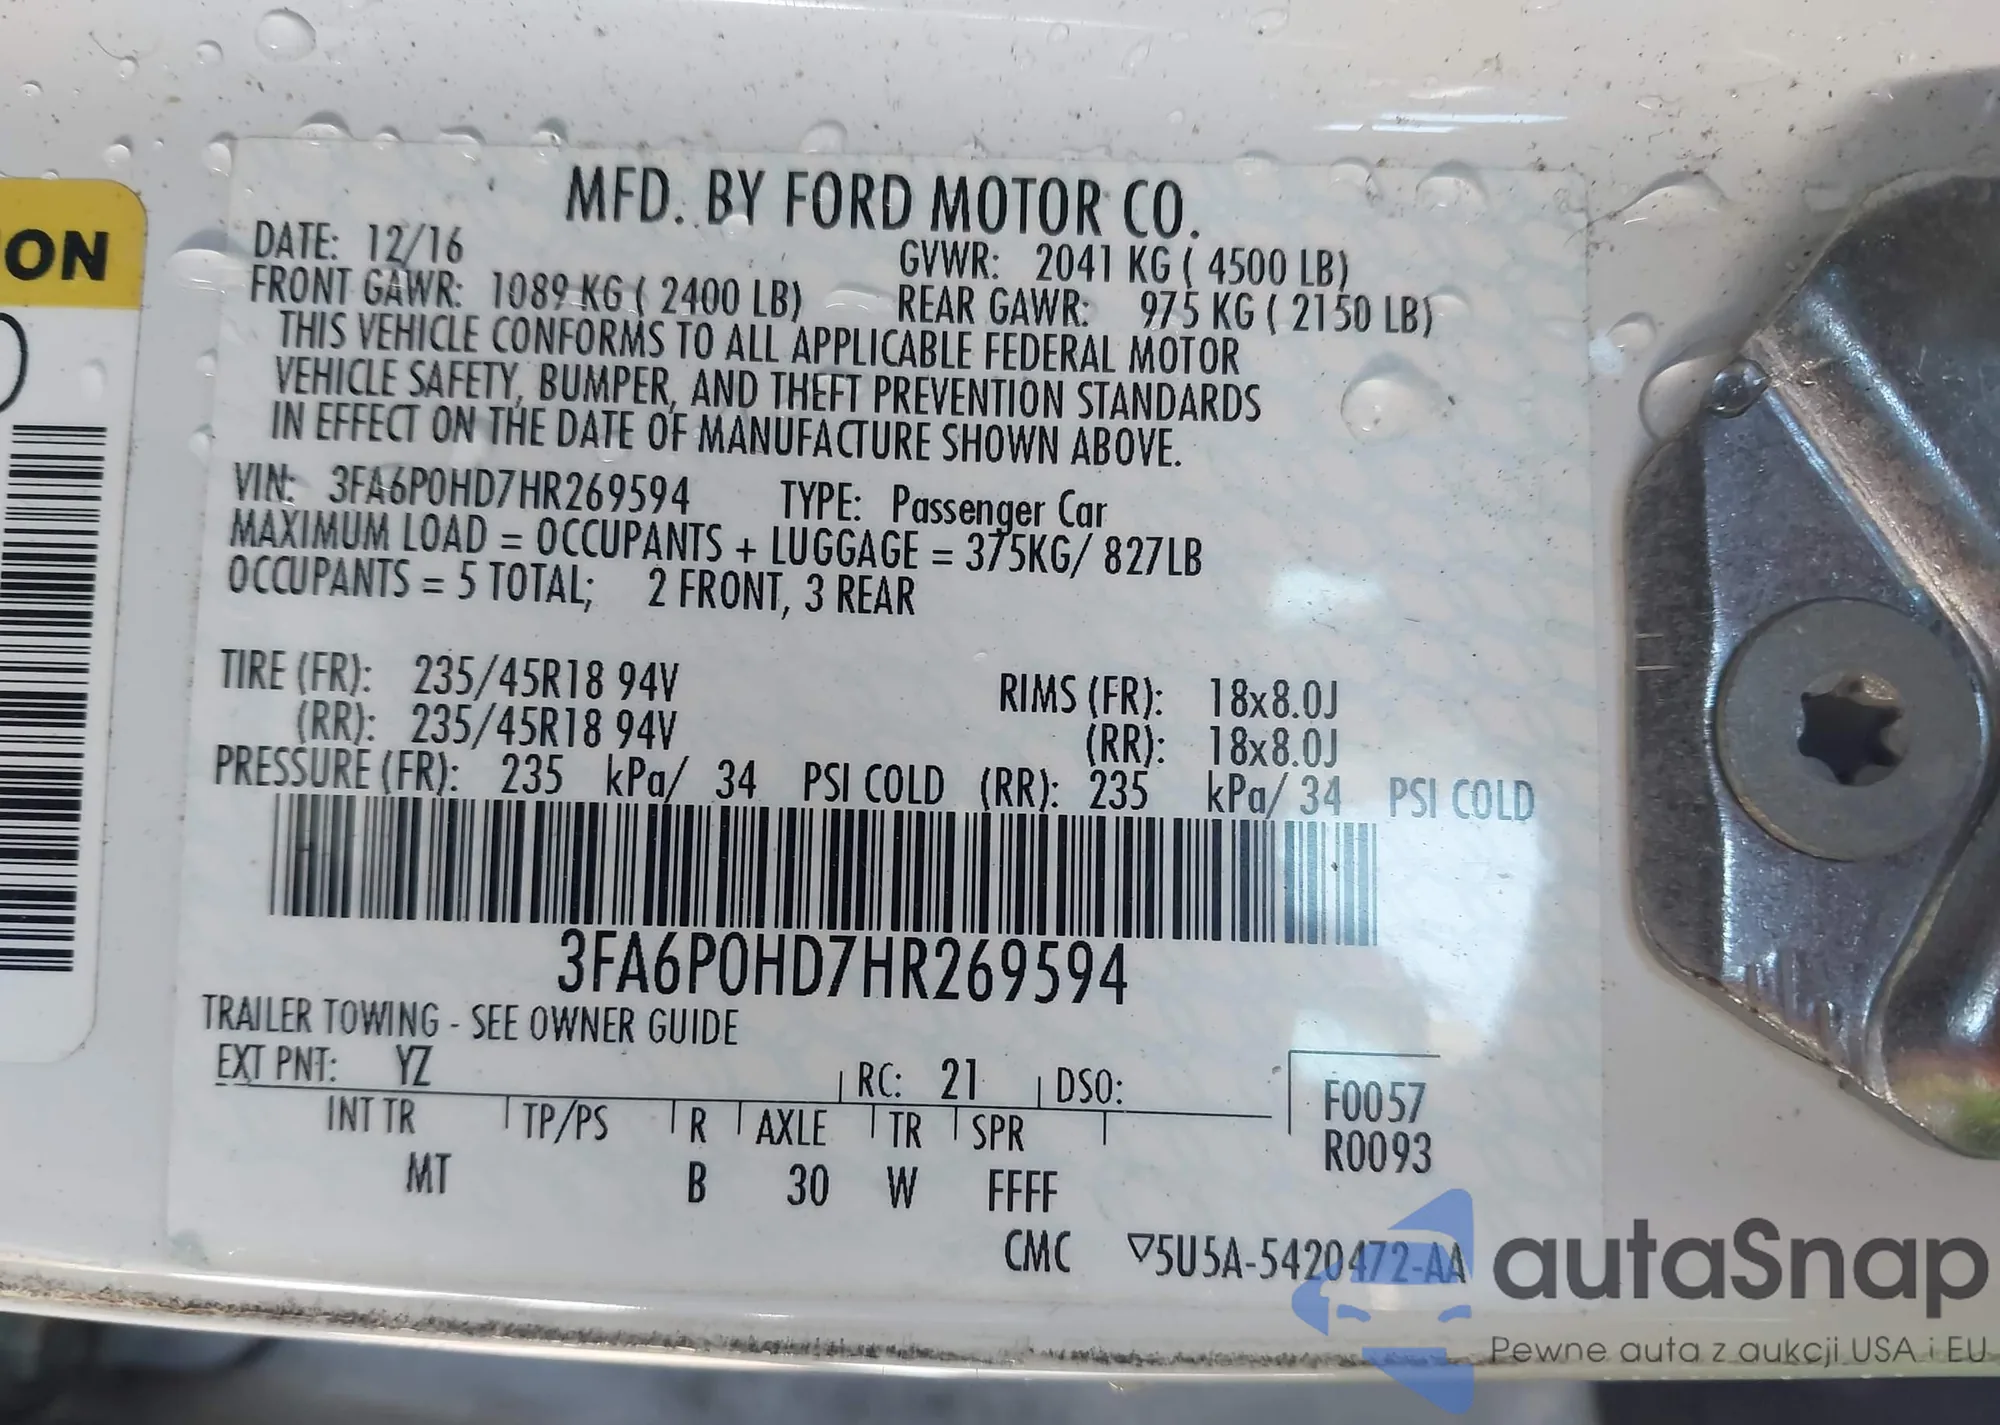 ION
MFD. BY FORD MOTOR CO.
DATE: 12/16 GVWR: 2041 KG ( 4500 LB)
FRONT GAWR: 1089 KG ( 2400 LB) REAR GAWR: 975 KG ( 2150 LB)
THIS VEHICLE CONFORMS TO ALL APPLICABLE FEDERAL MOTOR
VEHICLE SAFETY, BUMPER, AND THEFT PREVENTION STANDARDS
IN EFFECT ON THE DATE OF MANUFACTURE SHOWN ABOVE.
VIN: 3FA6P0HD7HR269594 TYPE: Passenger Car
MAXIMUM LOAD = OCCUPANTS + LUGGAGE = 375KG/ 827LB
OCCUPANTS = 5 TOTAL; 2 FRONT, 3 REAR
TIRE (FR): 235/45R18 94V RIMS (FR): 18x8.0J
(RR): 235/45R18 94V (RR): 18x8.0J
PRESSURE (FR): 235 kPa/ 34 PSI COLD (RR): 235 kPa/ 34 PSI COLD
3FA6P0HD7HR269594
TRAILER TOWING - SEE OWNER GUIDE
EXT PNT: YZ RC: 21 DSO: F0057
INT TR TP/PS R AXLE TR SPR R0093
MT B 30 W FFFF
CMC ▽5U5A-5420472-AA
autaSnap
Pewne auta z aukcji USA i EU